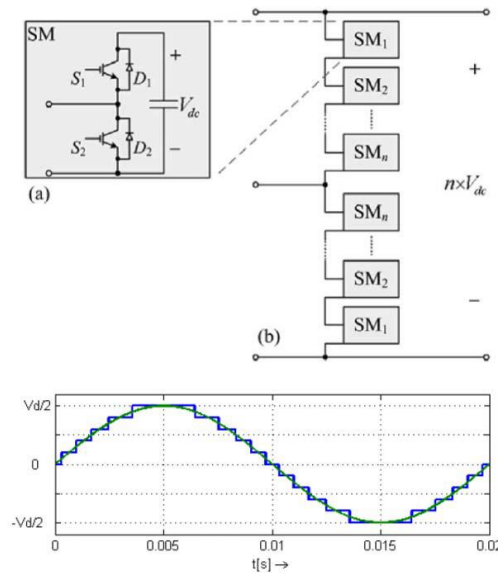 SM
S1
D1
+
Vdc
S2
D2
−
(a)
SM1
SM2
SMn
+
n×Vdc
SMn
SM2
SM1
−
(b)
Vd/2
0
-Vd/2
0 0.005 0.01 0.015 0.02
t[s] →